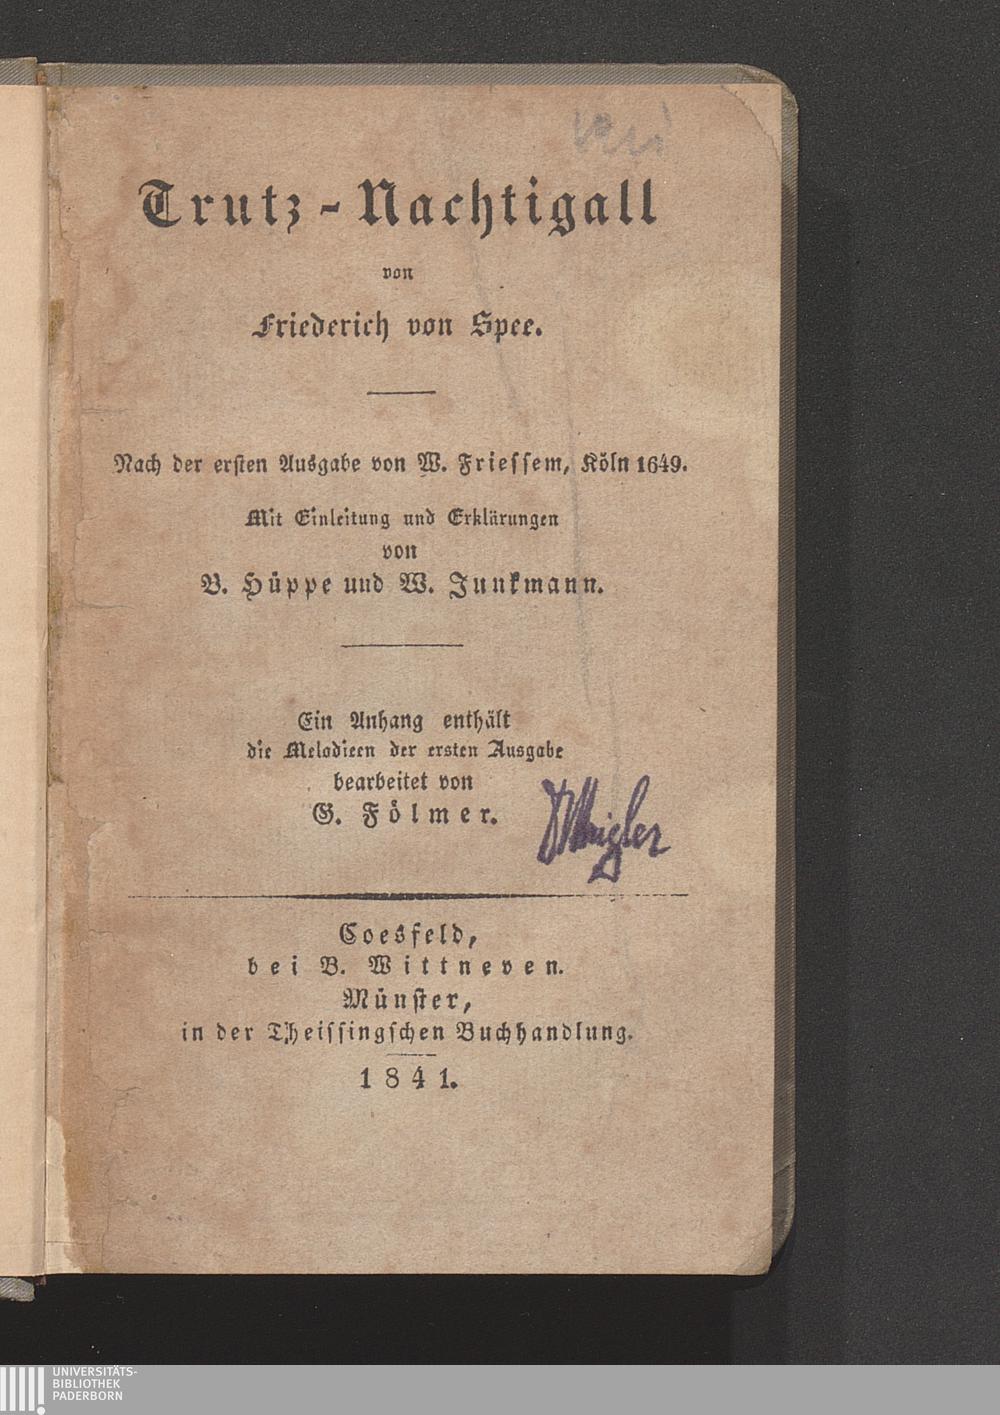 Trutz-Nachtigall
von
Friederich von Spee.
Nach der ersten Ausgabe von W. Friessem, Köln 1649.
Mit Einleitung und Erklärungen
von
B. Hüppe und W. Junkmann.
Ein Anhang enthält
die Melodieen der ersten Ausgabe
bearbeitet von
G. Fölmer.
Coesfeld,
bei B. Wittneven.
Münster,
in der Theissingschen Buchhandlung.
1841.
UNIVERSITÄTS-
BIBLIOTHEK
PADERBORN